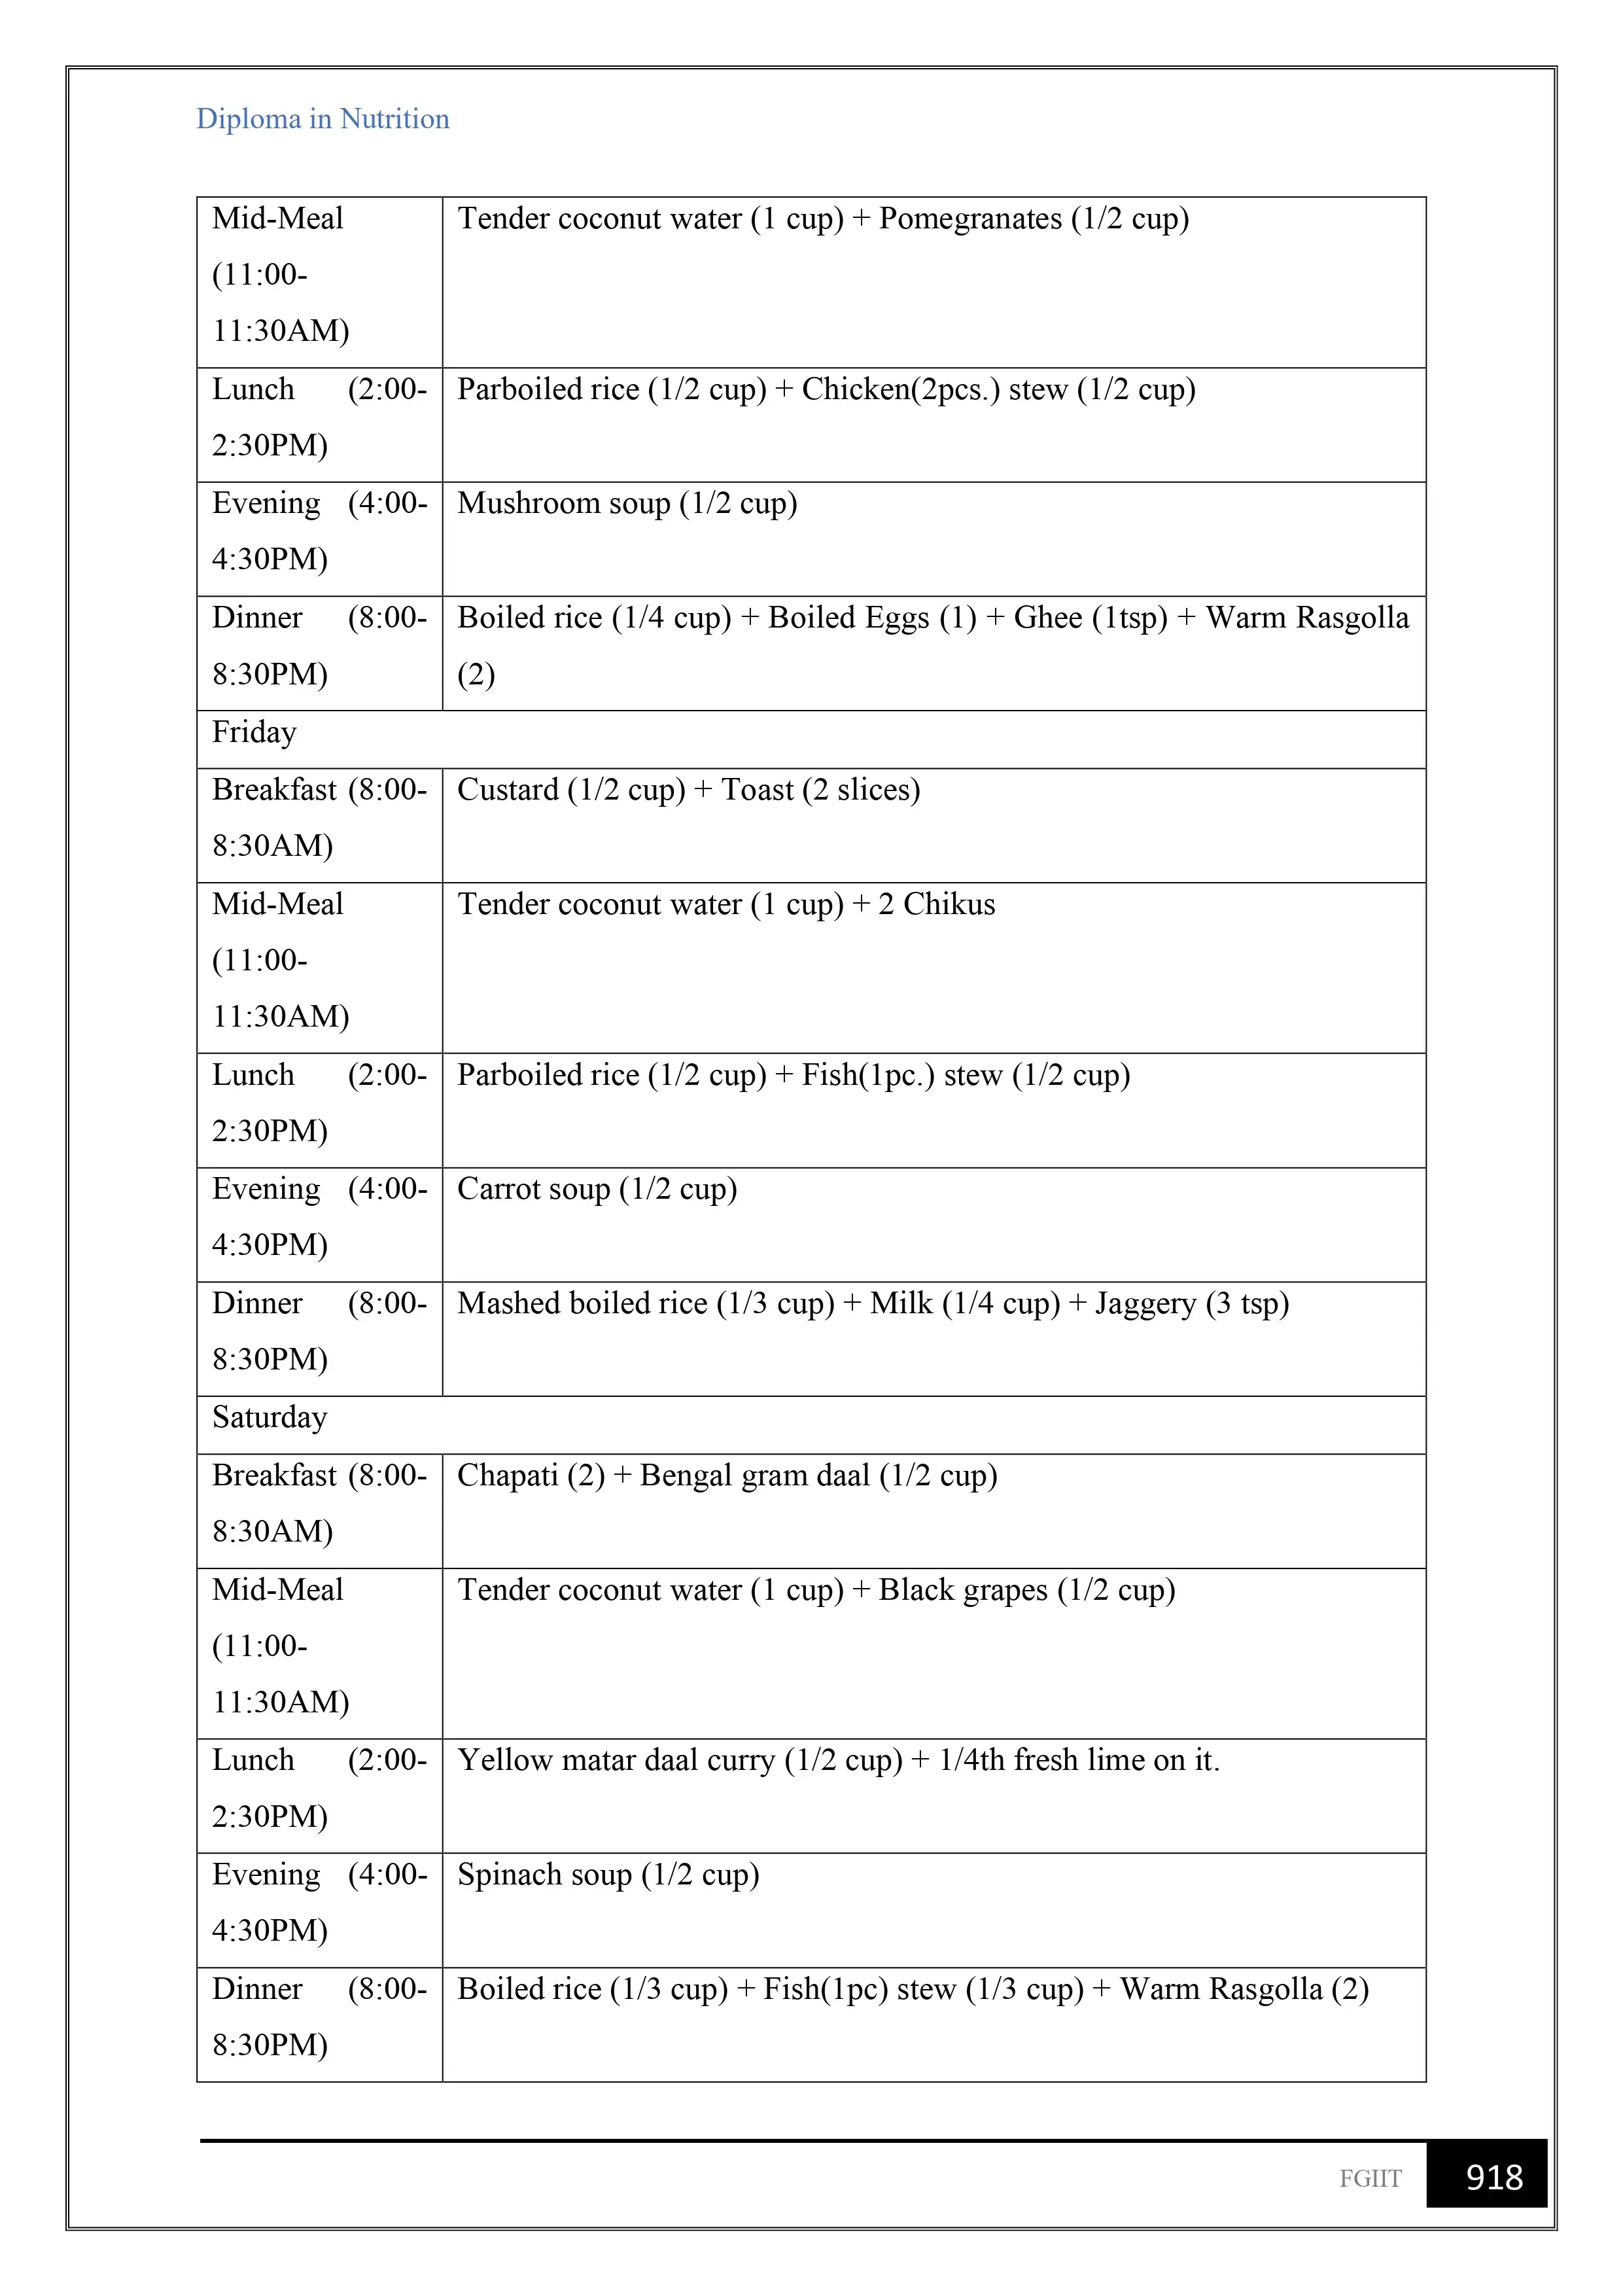 Diploma in Nutrition
Mid-Meal
(11:00-
11:30AM)
Tender coconut water (1 cup) + Pomegranates (1/2 cup)
Lunch (2:00-
2:30PM)
Parboiled rice (1/2 cup) + Chicken(2pcs.) stew (1/2 cup)
Evening (4:00-
4:30PM)
Mushroom soup (1/2 cup)
Dinner (8:00-
8:30PM)
Boiled rice (1/4 cup) + Boiled Eggs (1) + Ghee (1tsp) + Warm Rasgolla
(2)
Friday
Breakfast (8:00-
8:30AM)
Custard (1/2 cup) + Toast (2 slices)
Mid-Meal
(11:00-
11:30AM)
Tender coconut water (1 cup) + 2 Chikus
Lunch (2:00-
2:30PM)
Parboiled rice (1/2 cup) + Fish(1pc.) stew (1/2 cup)
Evening (4:00-
4:30PM)
Carrot soup (1/2 cup)
Dinner (8:00-
8:30PM)
Mashed boiled rice (1/3 cup) + Milk (1/4 cup) + Jaggery (3 tsp)
Saturday
Breakfast (8:00-
8:30AM)
Chapati (2) + Bengal gram daal (1/2 cup)
Mid-Meal
(11:00-
11:30AM)
Tender coconut water (1 cup) + Black grapes (1/2 cup)
Lunch (2:00-
2:30PM)
Yellow matar daal curry (1/2 cup) + 1/4th fresh lime on it.
Evening (4:00-
4:30PM)
Spinach soup (1/2 cup)
Dinner (8:00-
8:30PM)
Boiled rice (1/3 cup) + Fish(1pc) stew (1/3 cup) + Warm Rasgolla (2)
FGIIT 918